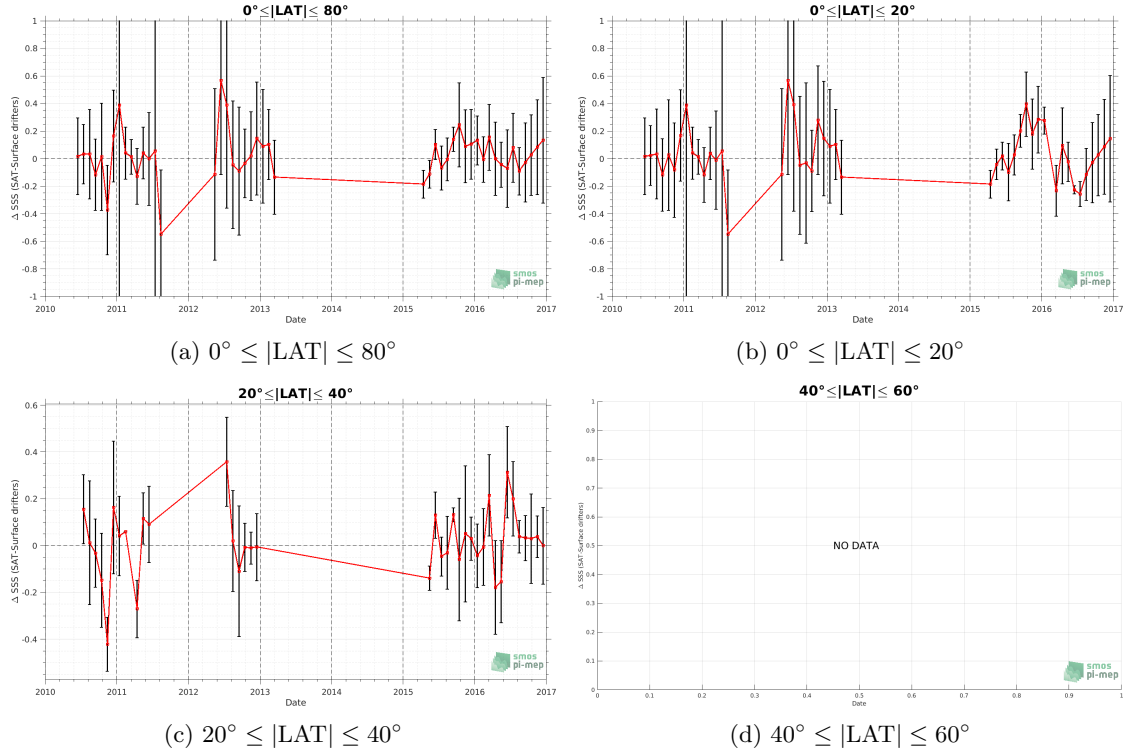 0°≤|LAT|≤ 80°
Δ SSS (SAT-Surface drifters)
1
0.8
0.6
0.4
0.2
0
-0.2
-0.4
-0.6
-0.8
-1
2010 2011 2012 2013 2014 2015 2016 2017
Date
smos
pi-mep
(a) 0° ≤ |LAT| ≤ 80°
0°≤|LAT|≤ 20°
Δ SSS (SAT-Surface drifters)
1
0.8
0.6
0.4
0.2
0
-0.2
-0.4
-0.6
-0.8
-1
2010 2011 2012 2013 2014 2015 2016 2017
Date
smos
pi-mep
(b) 0° ≤ |LAT| ≤ 20°
20°≤|LAT|≤ 40°
Δ SSS (SAT-Surface drifters)
0.6
0.4
0.2
0
-0.2
-0.4
2010 2011 2012 2013 2014 2015 2016 2017
Date
smos
pi-mep
(c) 20° ≤ |LAT| ≤ 40°
40°≤|LAT|≤ 60°
Δ SSS (SAT-Surface drifters)
1
0.9
0.8
0.7
0.6
0.5
0.4
0.3
0.2
0.1
0
NO DATA
0 0.1 0.2 0.3 0.4 0.5 0.6 0.7 0.8 0.9 1
Date
smos
pi-mep
(d) 40° ≤ |LAT| ≤ 60°